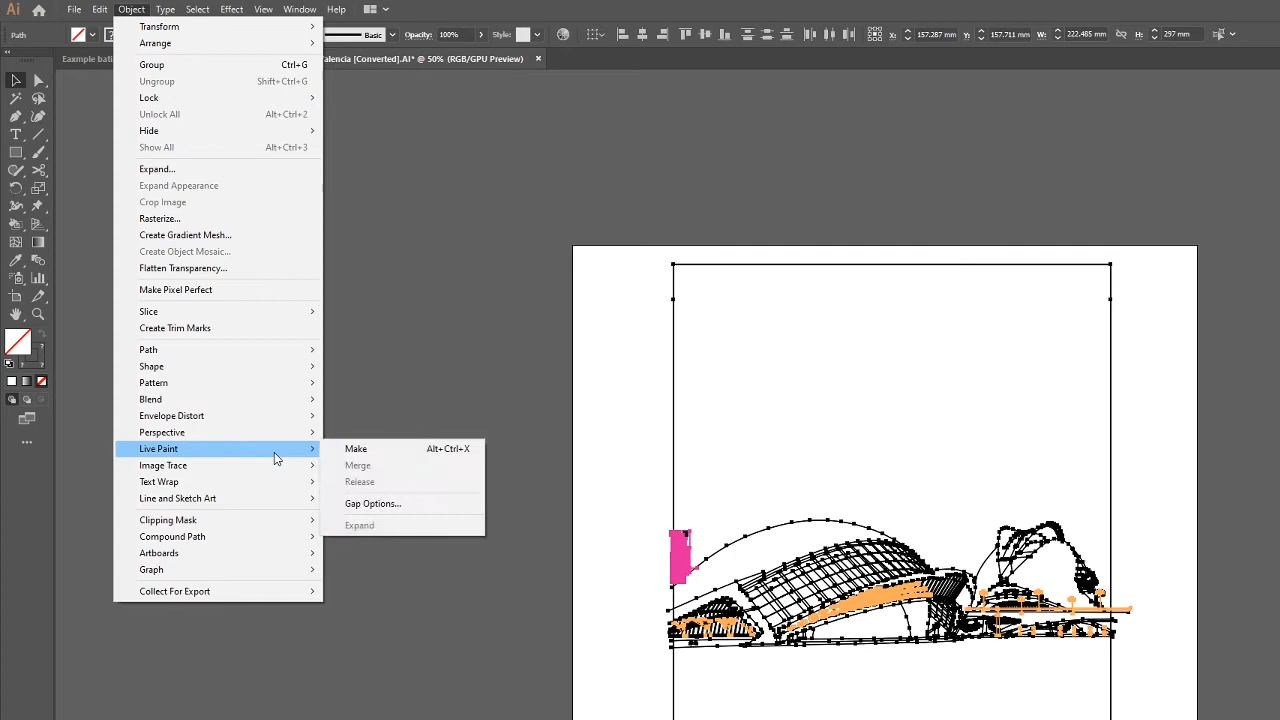 Ai File Edit Object Type Select Effect View Window Help
Path Basic Opacity: 100% Style: X: 157.287 mm Y: 157.711 mm W: 222.485 mm H: 297 mm
alencia [Converted].AI* @ 50% (RGB/GPU Preview) ×
Transform
Arrange
Group Ctrl+G
Ungroup Shift+Ctrl+G
Lock
Unlock All Alt+Ctrl+2
Hide
Show All Alt+Ctrl+3
Expand...
Expand Appearance
Crop Image
Rasterize...
Create Gradient Mesh...
Create Object Mosaic...
Flatten Transparency...
Make Pixel Perfect
Slice
Create Trim Marks
Path
Shape
Pattern
Blend
Envelope Distort
Perspective
Live Paint
Image Trace
Text Wrap
Line and Sketch Art
Clipping Mask
Compound Path
Artboards
Graph
Collect For Export
Make Alt+Ctrl+X
Merge
Release
Gap Options...
Expand